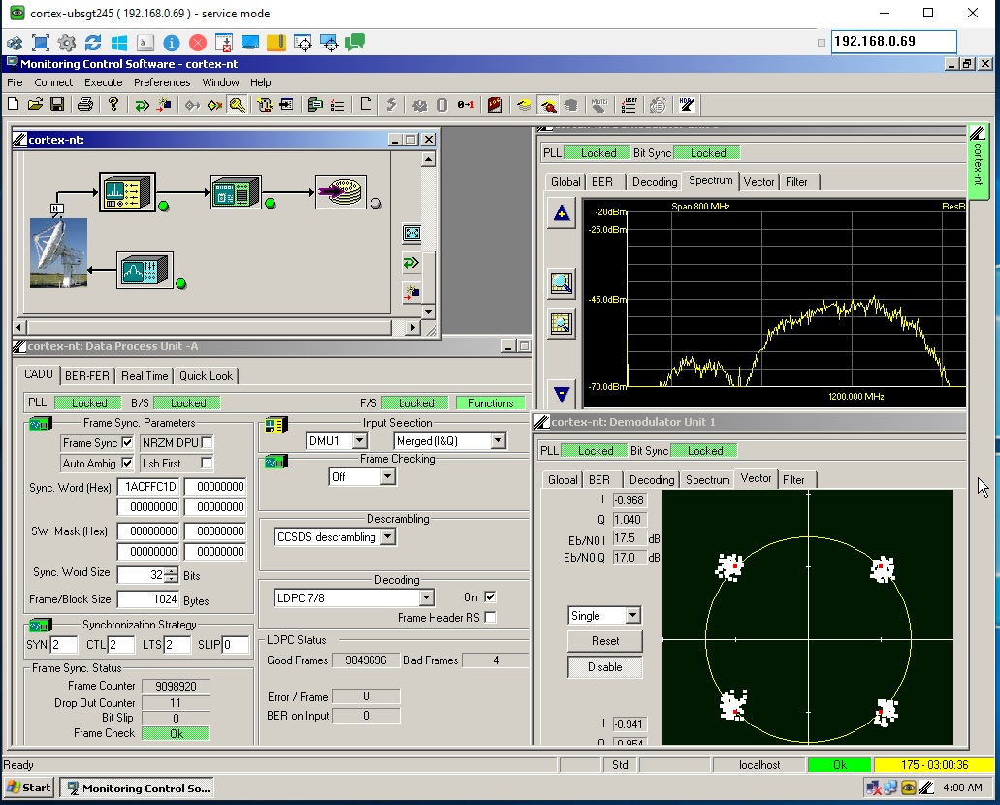 cortex-ubsgt245 ( 192.168.0.69 ) - service mode
192.168.0.69
Monitoring Control Software - cortex-nt
File Connect Execute Preferences Window Help
cortex-nt:
N
cortex-nt
PLL Locked Bit Sync Locked
Global BER Decoding Spectrum Vector Filter
-20dBm Span 800 MHz ResB
-25.0dBm
-45.0dBm
-70.0dBm
1200.000 MHz
cortex-nt: Data Process Unit -A
CADU BER-FER Real Time Quick Look
PLL Locked B/S Locked F/S Locked Functions
Frame Sync. Parameters
Frame Sync NRZM DPU
Auto Ambig Lsb First
Sync. Word (Hex) 1ACFFC1D 00000000
00000000 00000000
SW Mask (Hex) 00000000 00000000
00000000 00000000
Sync. Word Size 32 Bits
Frame/Block Size 1024 Bytes
Synchronization Strategy
SYN 2 CTL 2 LTS 2 SLIP 0
Frame Sync. Status
Frame Counter 9098920
Drop Out Counter 11
Bit Slip 0
Frame Check Ok
Input Selection
DMU1 Merged (I&Q)
Frame Checking
Off
Descrambling
CCSDS descrambling
Decoding
LDPC 7/8 On
Frame Header RS
LDPC Status
Good Frames 9049696 Bad Frames 4
Error / Frame 0
BER on Input 0
cortex-nt: Demodulator Unit 1
PLL Locked Bit Sync Locked
Global BER Decoding Spectrum Vector Filter
I -0.968
Q 1.040
Eb/N0 I 17.5 dB
Eb/N0 Q 17.0 dB
Single
Reset
Disable
I -0.941
Q -0.954
Ready Std localhost Ok 175 - 03:00:36
Start Monitoring Control So... 4:00 AM